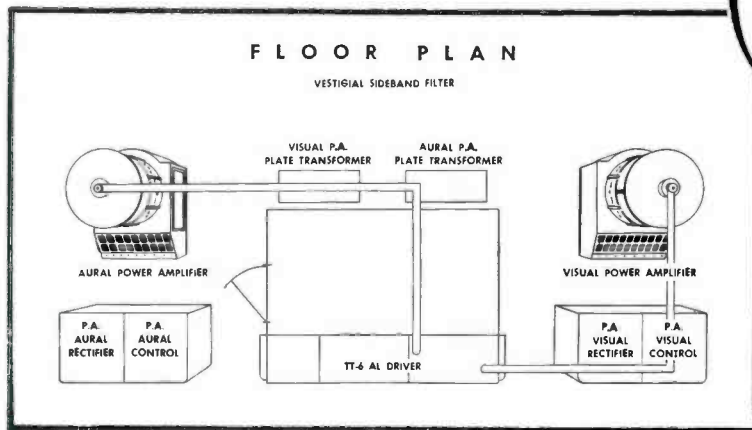 FLOOR PLAN
VESTIGIAL SIDEBAND FILTER
VISUAL P.A.
PLATE TRANSFORMER
AURAL P.A.
PLATE TRANSFORMER
AURAL POWER AMPLIFIER
VISUAL POWER AMPLIFIER
P.A.
AURAL
RECTIFIER
P.A.
AURAL
CONTROL
TT-6 AL DRIVER
P.A
VISUAL
RECTIFIER
P.A.
VISUAL
CONTROL